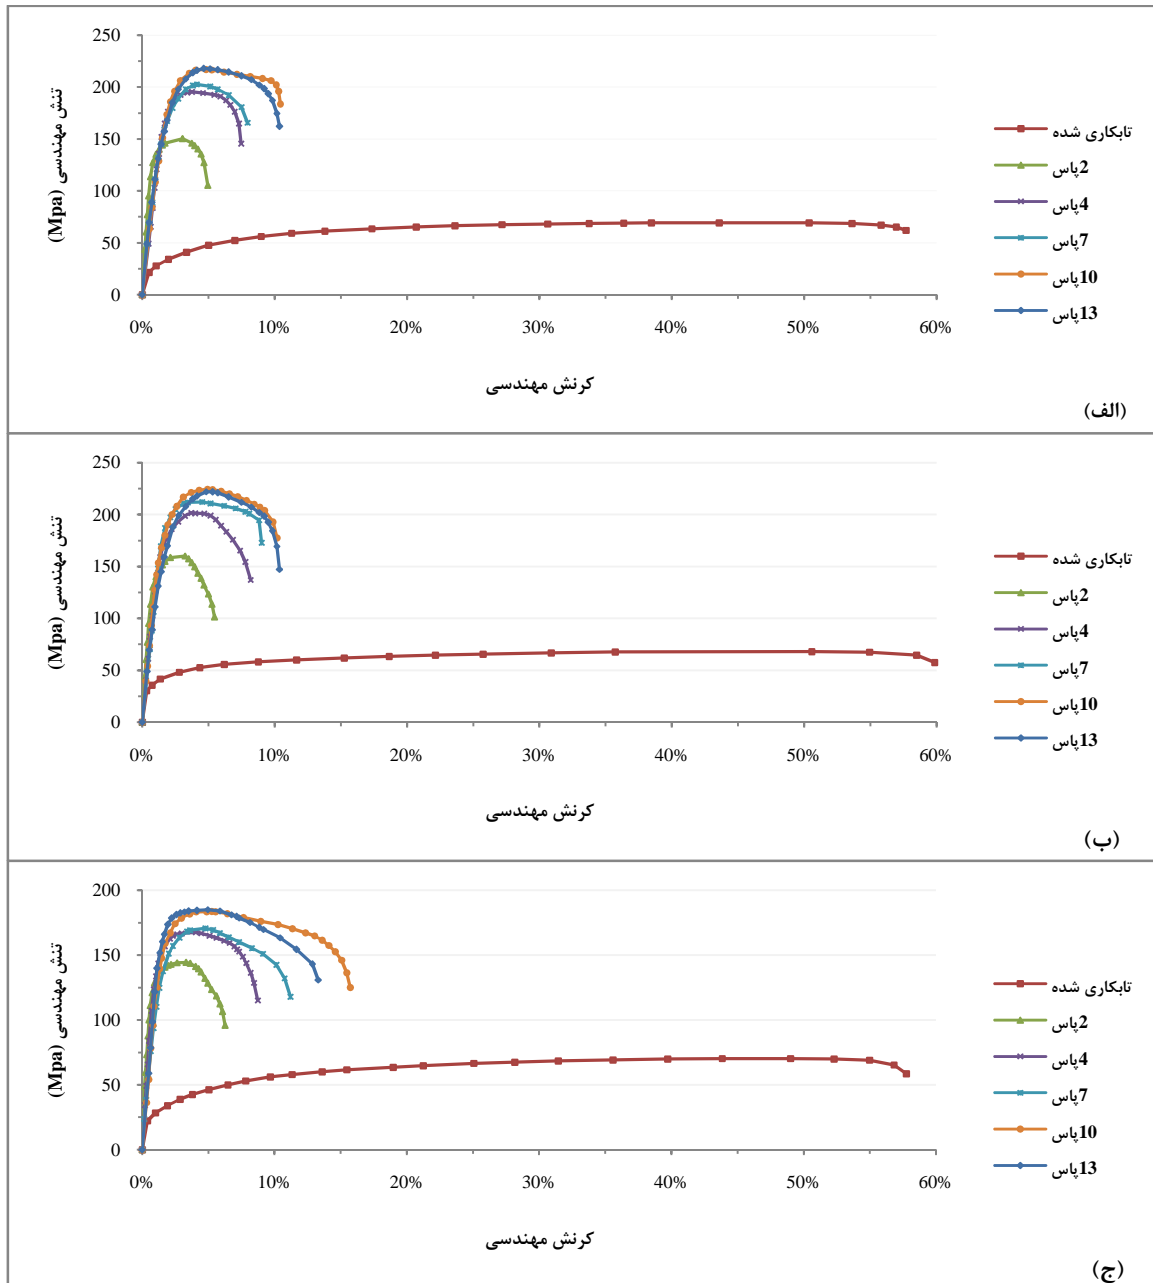 250
200
150
100
50
0
تنش مهندسی (Mpa)
0% 10% 20% 30% 40% 50% 60%
کرنش مهندسی
تابکاری شده
2پاس
4پاس
7پاس
10پاس
13پاس
(الف)
250
200
150
100
50
0
تنش مهندسی (Mpa)
0% 10% 20% 30% 40% 50% 60%
کرنش مهندسی
تابکاری شده
2پاس
4پاس
7پاس
10پاس
13پاس
(ب)
200
150
100
50
0
تنش مهندسی (Mpa)
0% 10% 20% 30% 40% 50% 60%
کرنش مهندسی
تابکاری شده
2پاس
4پاس
7پاس
10پاس
13پاس
(ج)